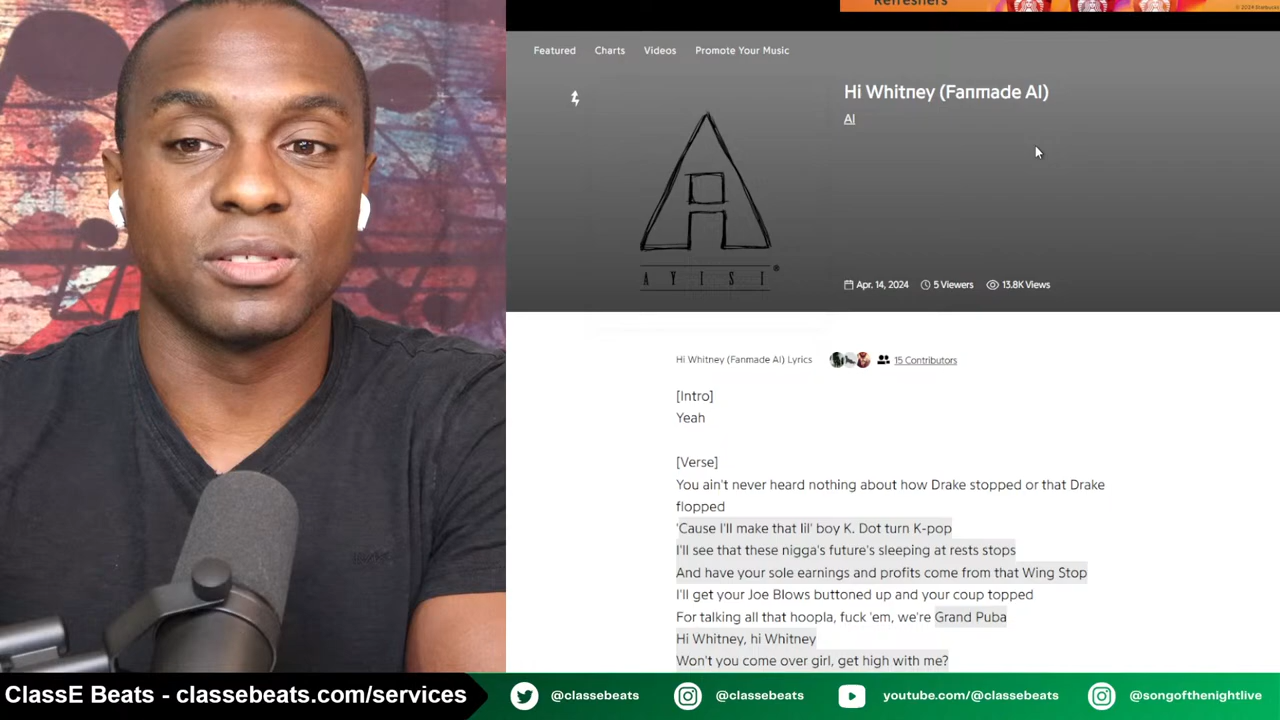 Refreshers
© 2024 Starbucks
Featured Charts Videos Promote Your Music
Hi Whitney (Fanmade AI)
AI
AYISI®
Apr. 14, 2024 5 Viewers 13.8K Views
Hi Whitney (Fanmade AI) Lyrics 15 Contributors
[Intro]
Yeah
[Verse]
You ain't never heard nothing about how Drake stopped or that Drake
flopped
'Cause I'll make that lil' boy K. Dot turn K-pop
I'll see that these nigga's future's sleeping at rests stops
And have your sole earnings and profits come from that Wing Stop
I'll get your Joe Blows buttoned up and your coup topped
For talking all that hoopla, fuck 'em, we're Grand Puba
Hi Whitney, hi Whitney
Won't you come over girl, get high with me?
ClassE Beats - classebeats.com/services
@classebeats
@classebeats
youtube.com/@classebeats
@songofthenightlive